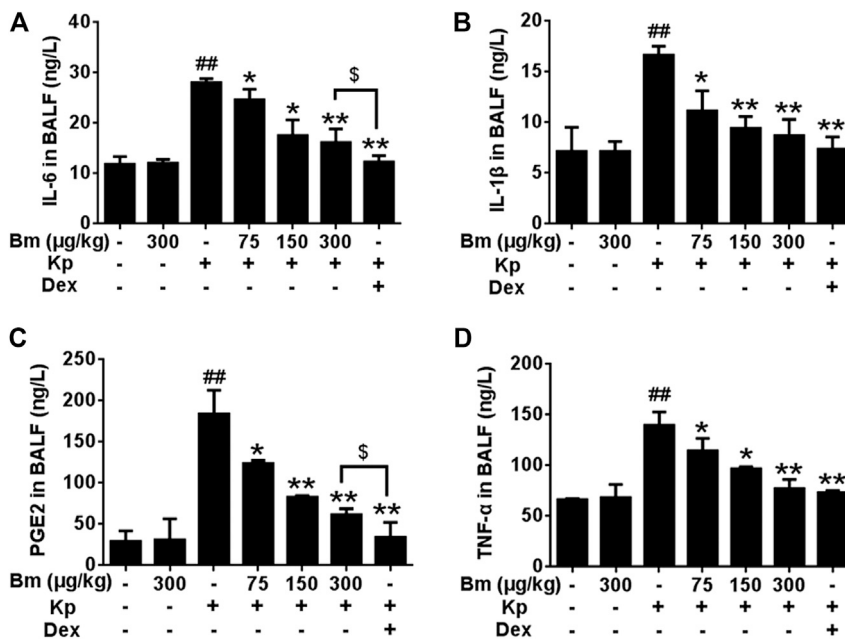 A
IL-6 in BALF (ng/L)
40
30
20
10
0
##
*
*
**
$
**
Bm (µg/kg) - 300 - 75 150 300 -
Kp - - + + + + +
Dex - - - - - - +
B
IL-1β in BALF (ng/L)
20
15
10
5
0
##
*
**
**
**
Bm (µg/kg) - 300 - 75 150 300 -
Kp - - + + + + +
Dex - - - - - - +
C
PGE2 in BALF (ng/L)
250
200
150
100
50
0
##
*
**
**
$
**
Bm (µg/kg) - 300 - 75 150 300 -
Kp - - + + + + +
Dex - - - - - - +
D
TNF-α in BALF (ng/L)
200
150
100
50
0
##
*
*
**
**
Bm (µg/kg) - 300 - 75 150 300 -
Kp - - + + + + +
Dex - - - - - - +